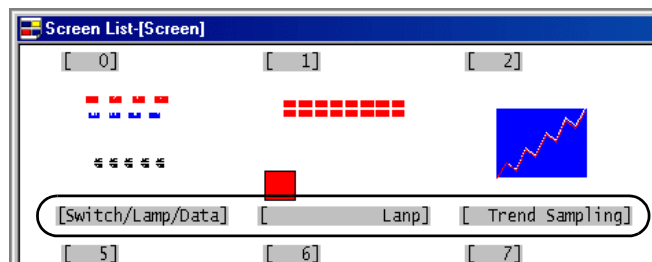 Screen List-[Screen]
[ 0] [ 1] [ 2]
[Switch/Lamp/Data] [ Lanp] [ Trend Sampling]
[ 5] [ 6] [ 7]